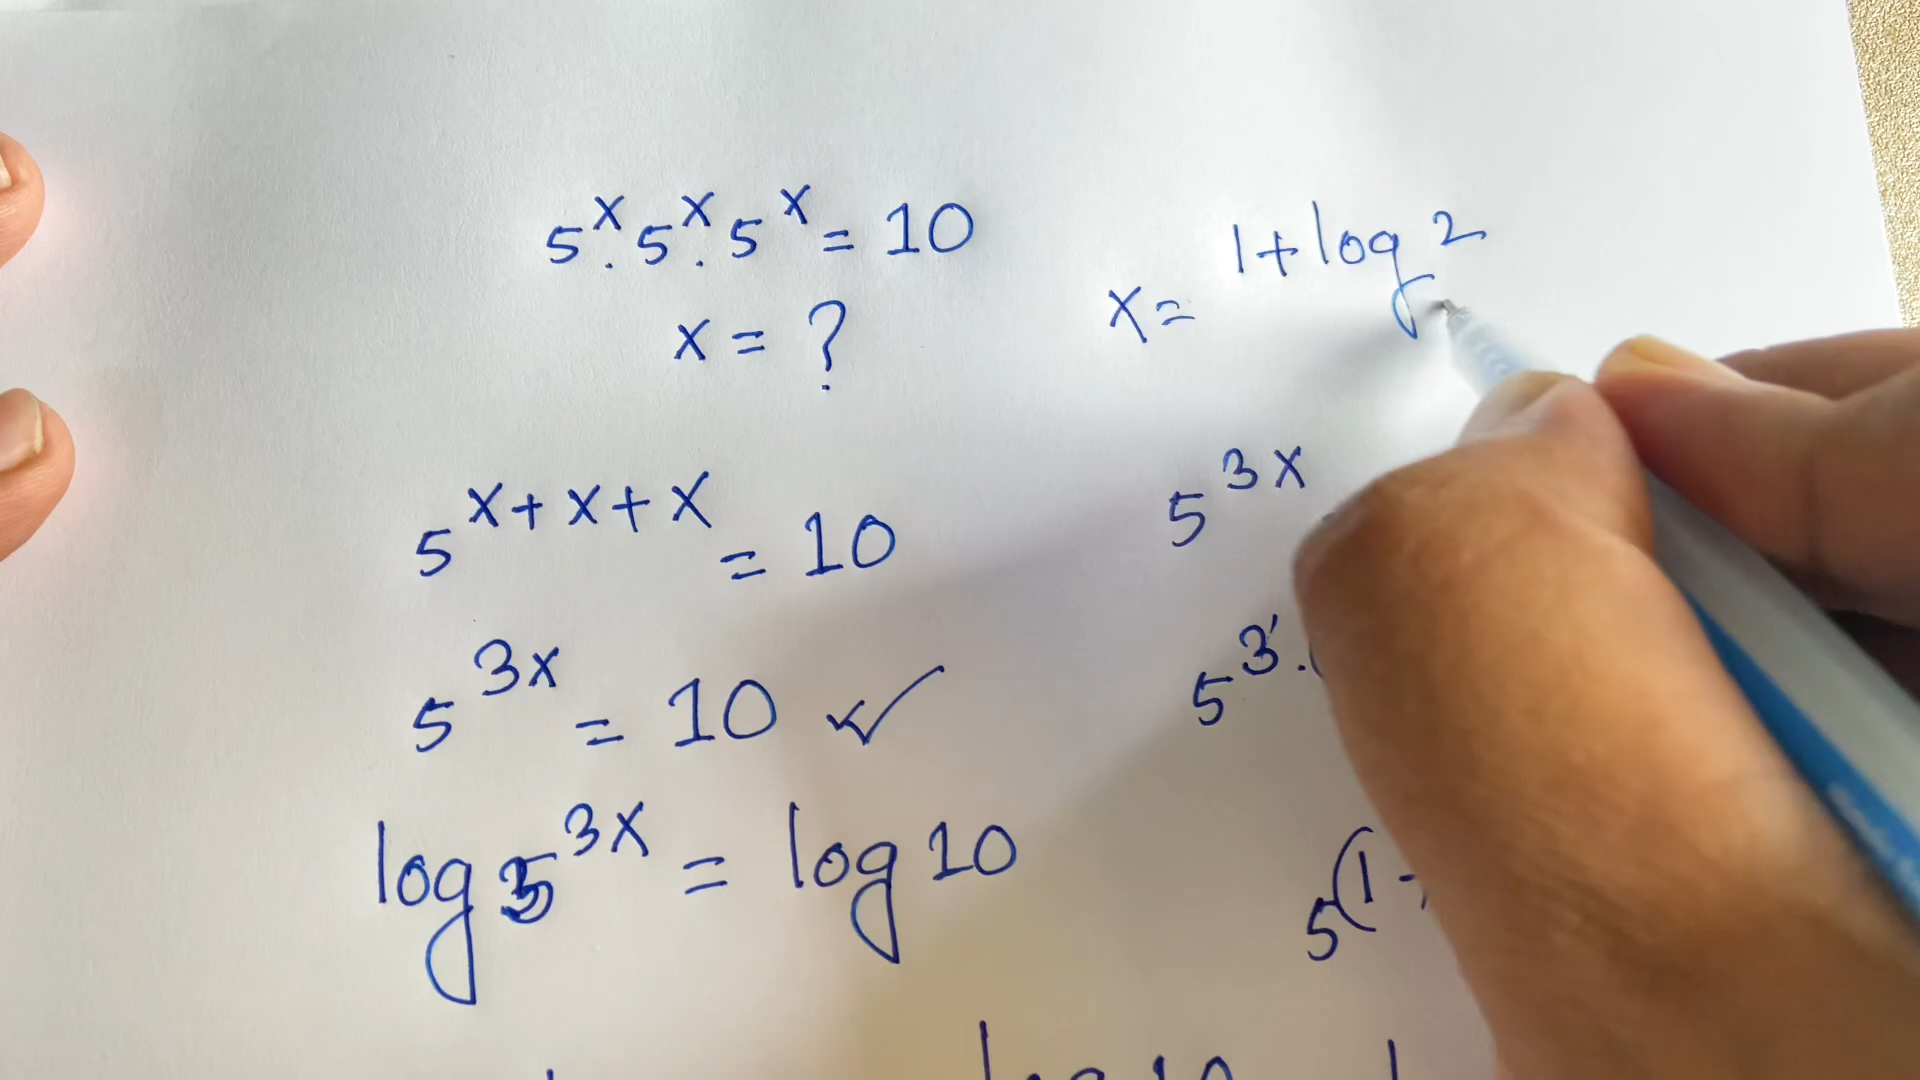 5^x . 5^x . 5^x = 10
x = ?
5^{x+x+x} = 10
5^{3x} = 10 ✓
log 5^{3x} = log 10
x = 1+log 2
5^{3x}
5^{3} .
5^{(1